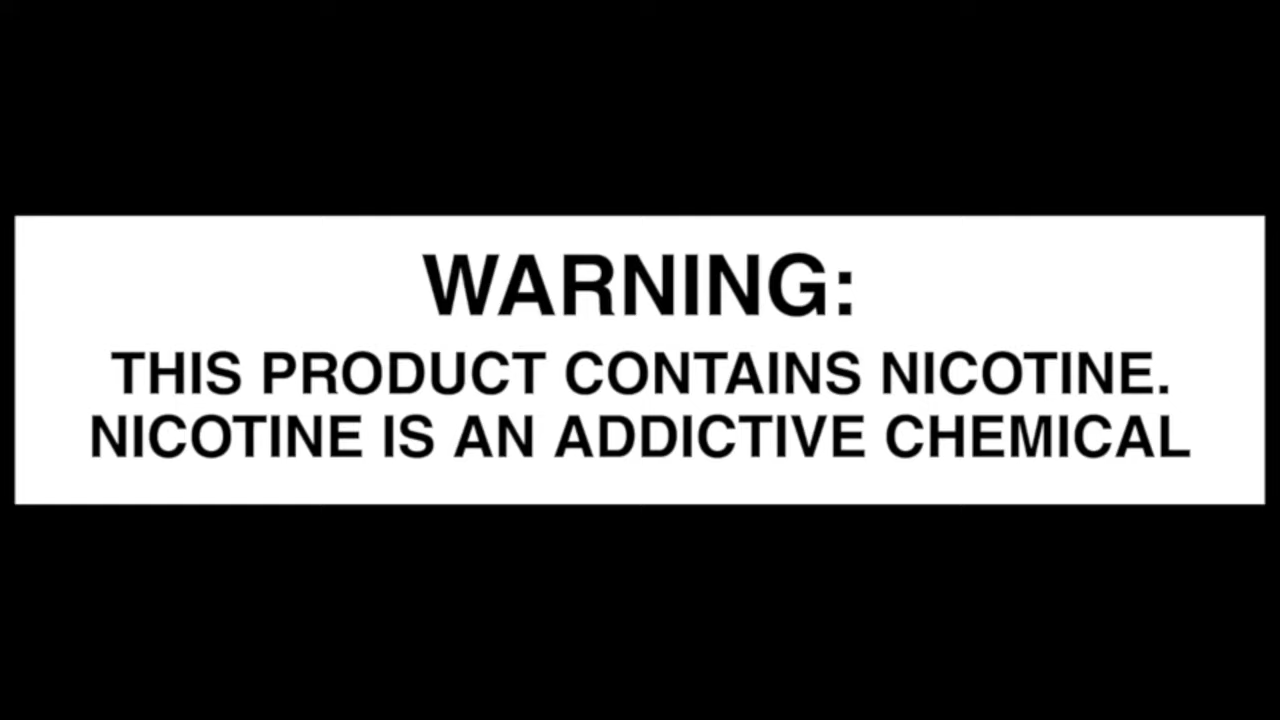 WARNING:
THIS PRODUCT CONTAINS NICOTINE.
NICOTINE IS AN ADDICTIVE CHEMICAL